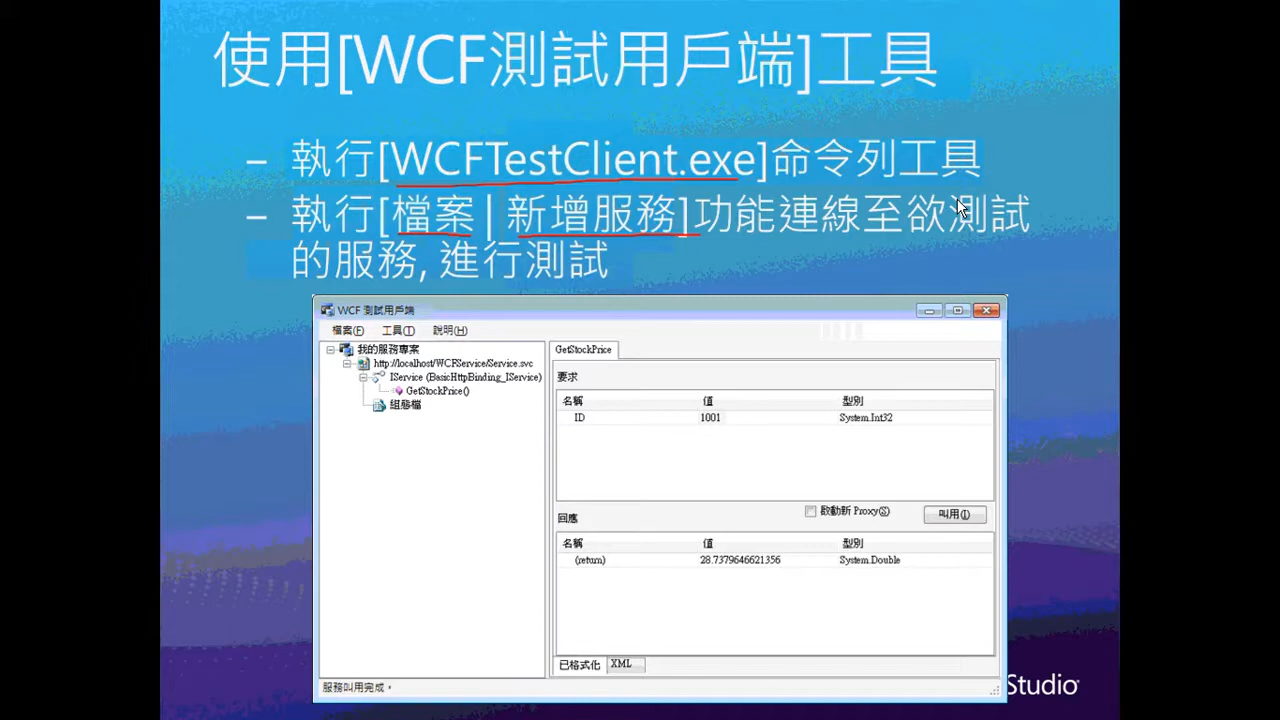 使用[WCF測試用戶端]工具
– 執行[WCFTestClient.exe]命令列工具
– 執行[檔案 | 新增服務]功能連線至欲測試
的服務, 進行測試
WCF 測試用戶端
檔案(F) 工具(T) 說明(H)
我的服務專案
http://localhost/WCFService/Service.svc
IService (BasicHttpBinding_IService)
GetStockPrice()
組態檔
GetStockPrice
要求
名稱 值 型別
ID 1001 System.Int32
回應
啟動新 Proxy(S) 叫用(I)
名稱 值 型別
(return) 28.7379646621356 System.Double
已格式化 XML
服務叫用完成。
Studio